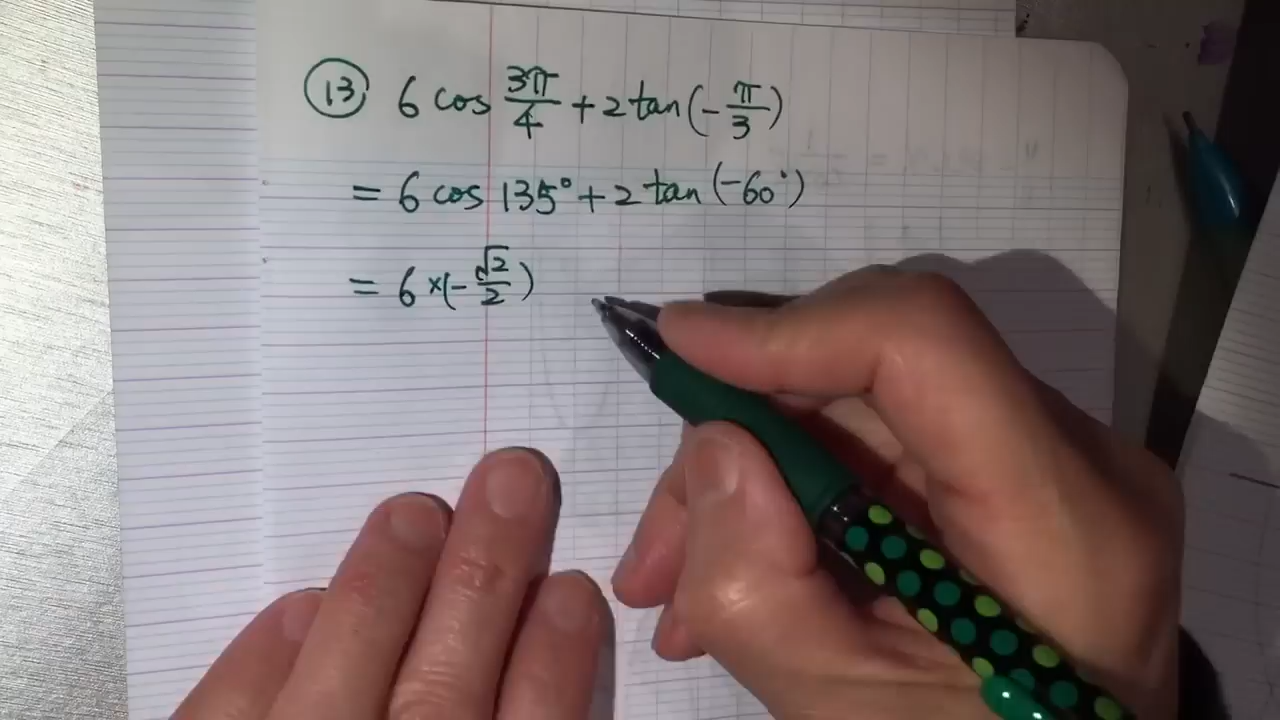 ⑬ 6 cos 3π/4 + 2 tan(-π/3)
= 6 cos 135° + 2 tan(-60°)
= 6 × (-√2/2)